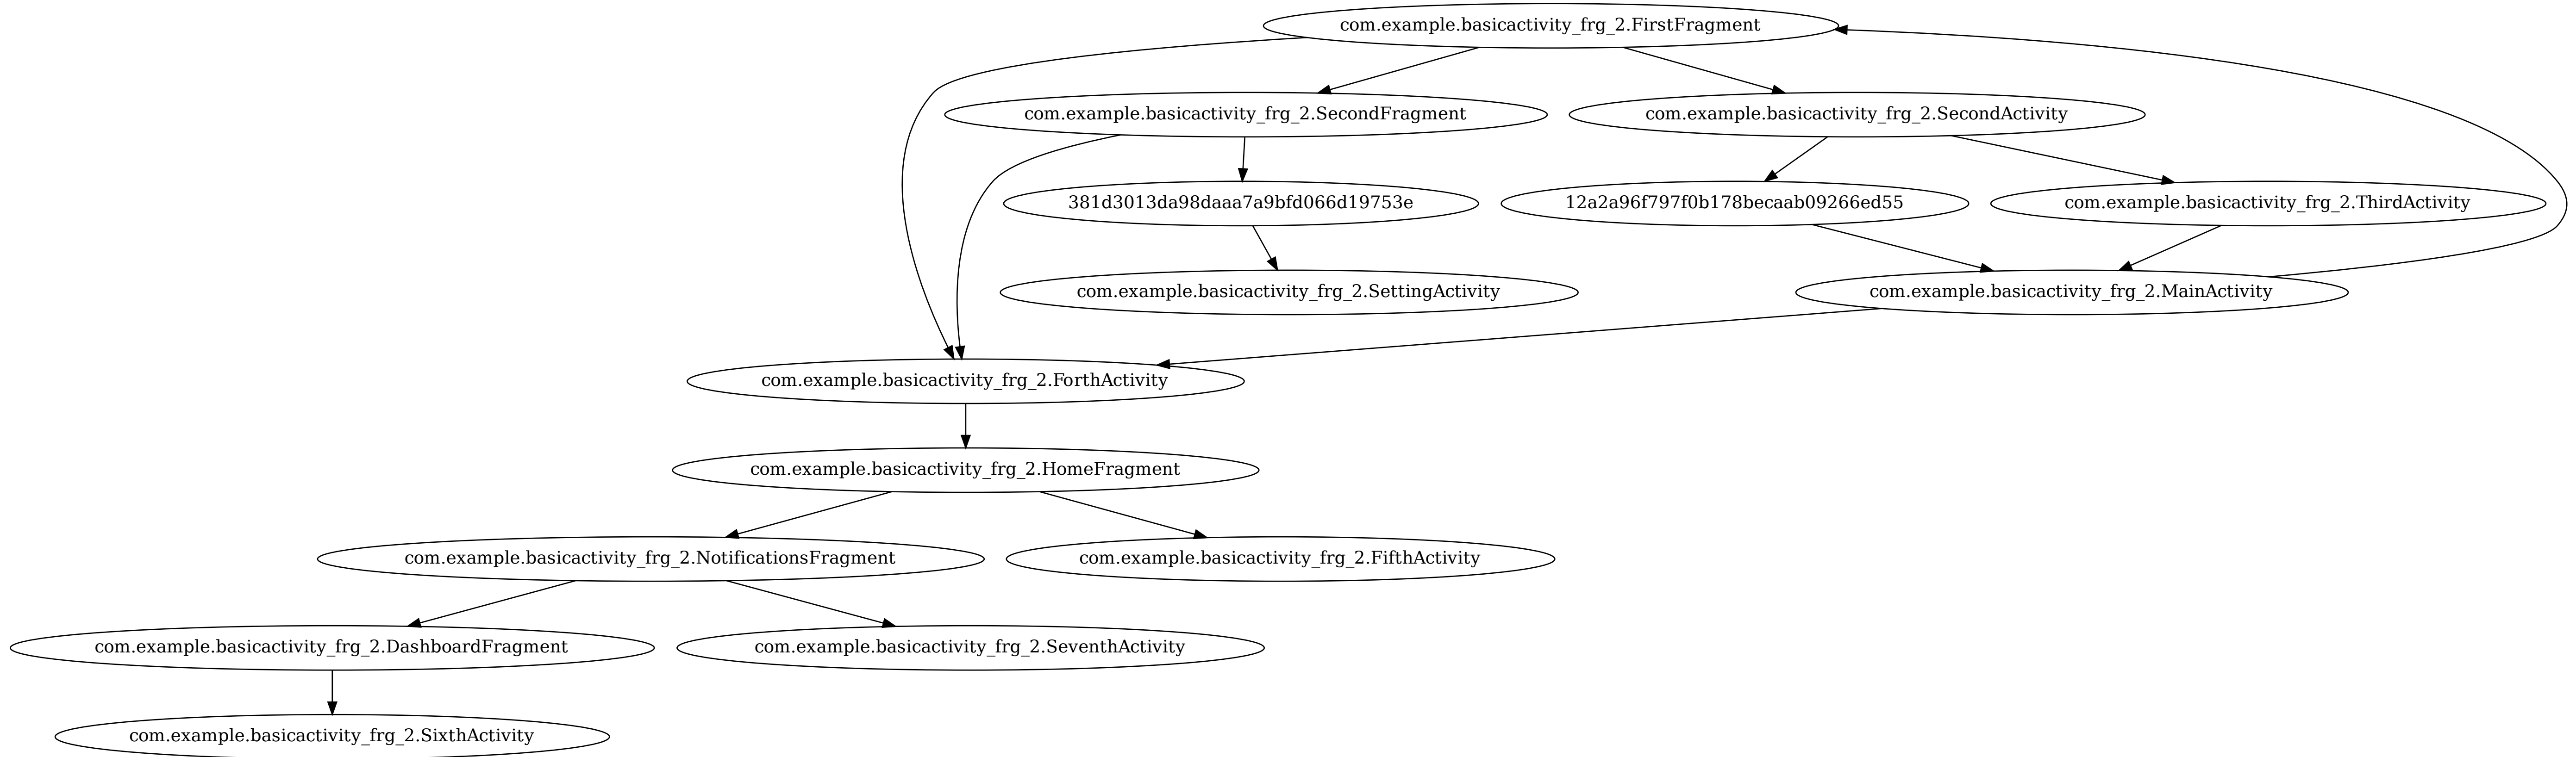 com.example.basicactivity_frg_2.FirstFragment
com.example.basicactivity_frg_2.SecondFragment
com.example.basicactivity_frg_2.SecondActivity
381d3013da98daaa7a9bfd066d19753e
12a2a96f797f0b178becaab09266ed55
com.example.basicactivity_frg_2.ThirdActivity
com.example.basicactivity_frg_2.SettingActivity
com.example.basicactivity_frg_2.MainActivity
com.example.basicactivity_frg_2.ForthActivity
com.example.basicactivity_frg_2.HomeFragment
com.example.basicactivity_frg_2.NotificationsFragment
com.example.basicactivity_frg_2.FifthActivity
com.example.basicactivity_frg_2.DashboardFragment
com.example.basicactivity_frg_2.SeventhActivity
com.example.basicactivity_frg_2.SixthActivity